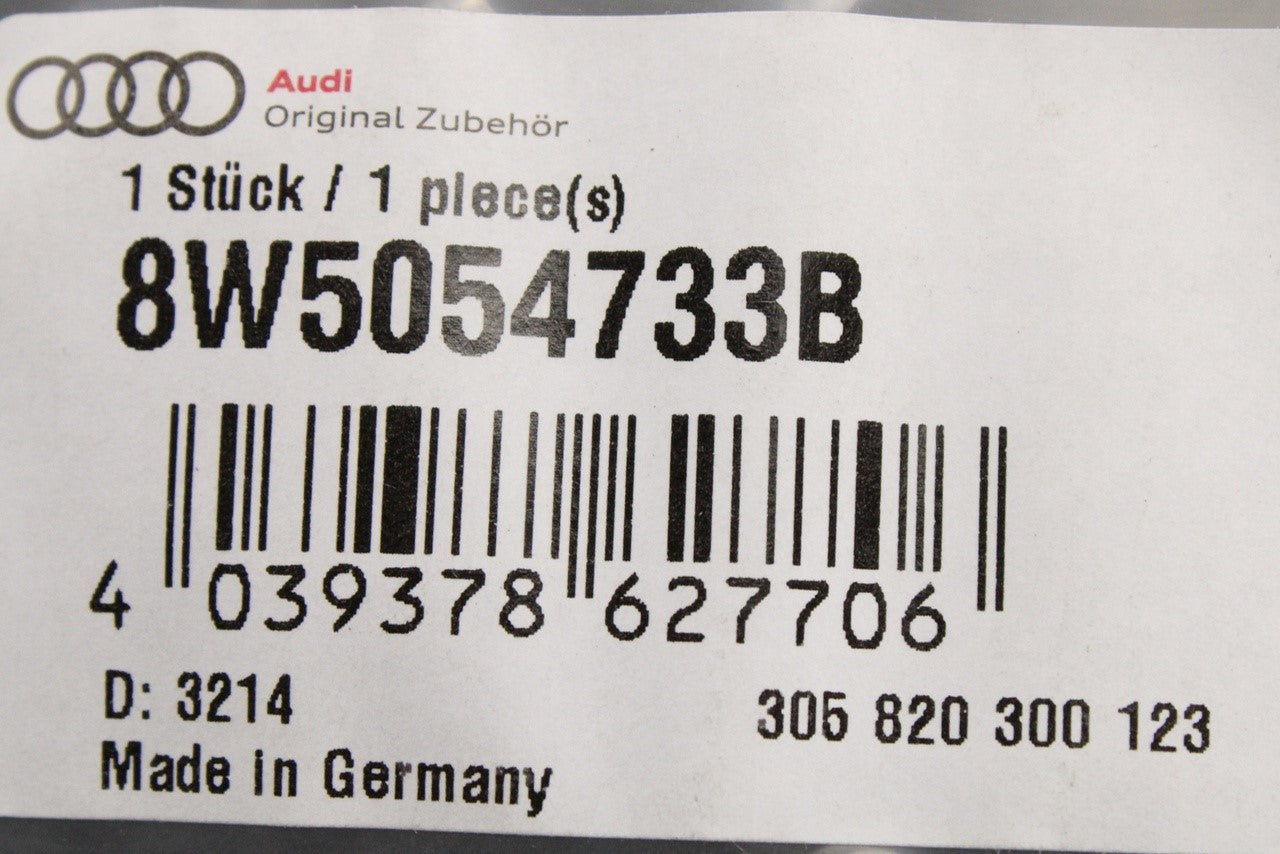 Audi
Original Zubehör
1 Stück / 1 piece(s)
8W5054733B
4 039378 627706
D: 3214
305 820 300 123
Made in Germany